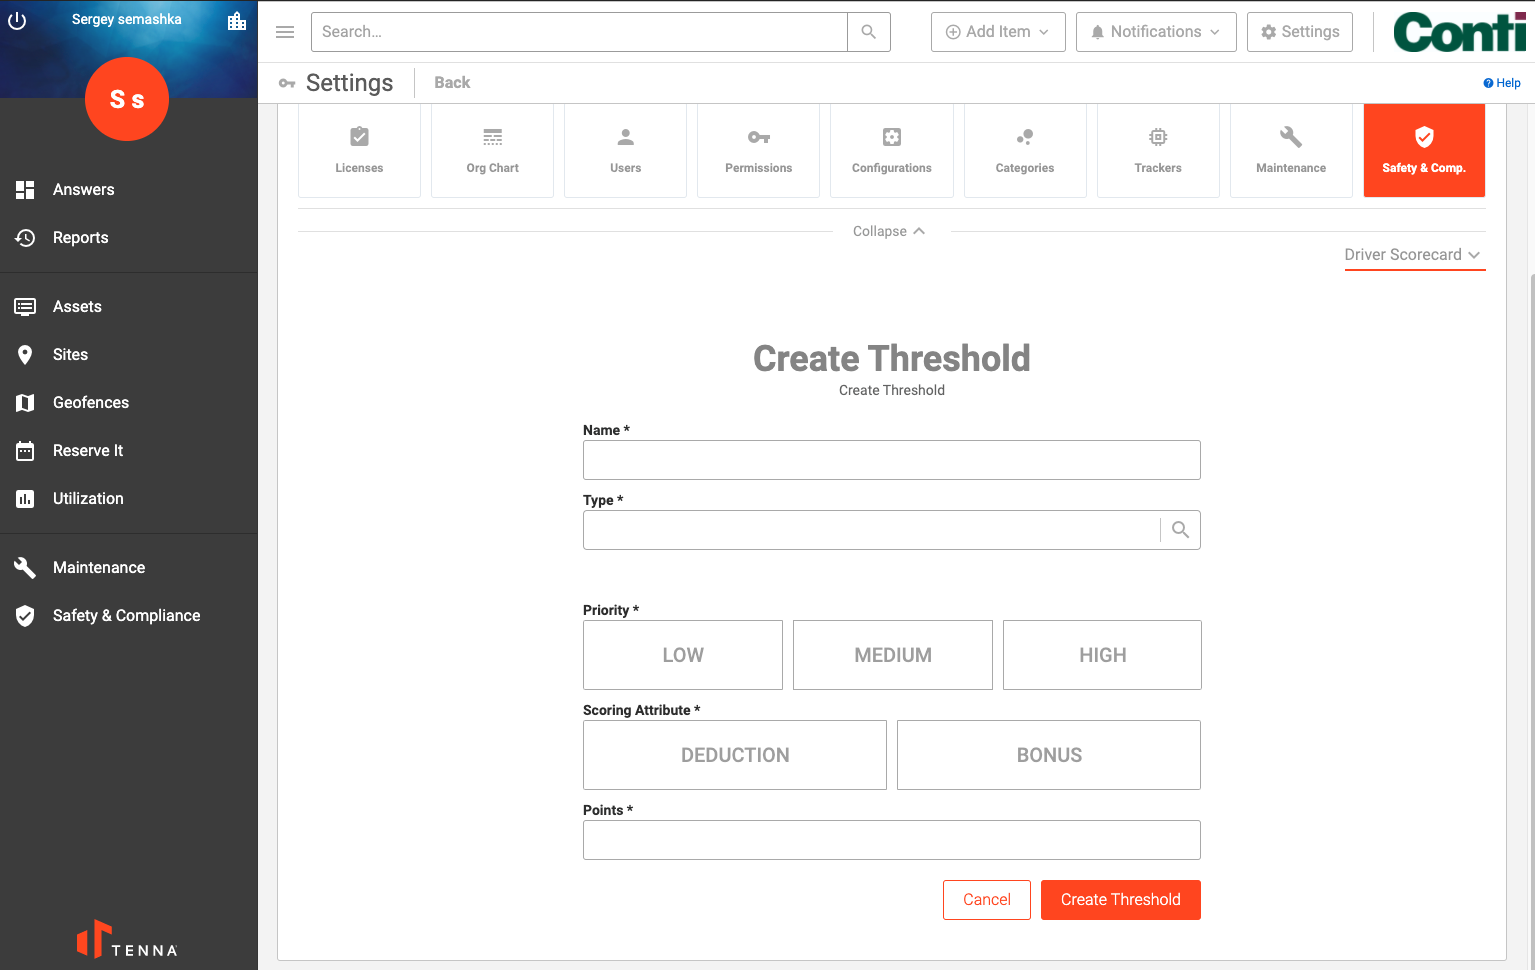 Sergey semashka
S s
Answers
Reports
Assets
Sites
Geofences
Reserve It
Utilization
Maintenance
Safety & Compliance
TENNA
Search...
Add Item
Notifications
Settings
Conti
Settings
Back
Help
Licenses
Org Chart
Users
Permissions
Configurations
Categories
Trackers
Maintenance
Safety & Comp.
Collapse
Driver Scorecard
Create Threshold
Create Threshold
Name *
Type *
Priority *
LOW
MEDIUM
HIGH
Scoring Attribute *
DEDUCTION
BONUS
Points *
Cancel
Create Threshold